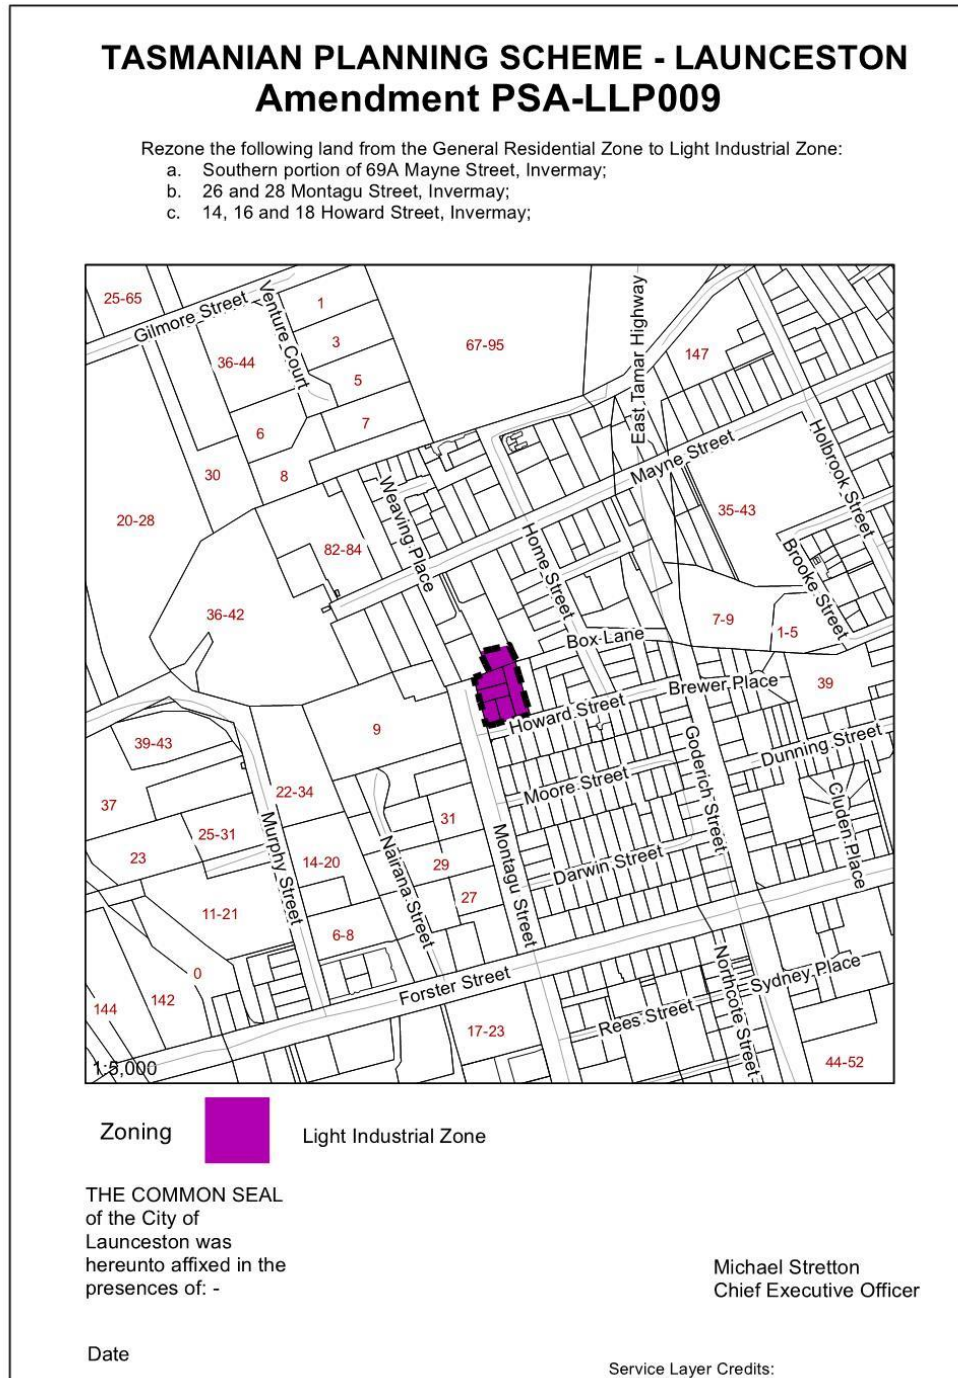 TASMANIAN PLANNING SCHEME - LAUNCESTON
Amendment PSA-LLP009
Rezone the following land from the General Residential Zone to Light Industrial Zone:
a. Southern portion of 69A Mayne Street, Invermay;
b. 26 and 28 Montagu Street, Invermay;
c. 14, 16 and 18 Howard Street, Invermay;
25-65
Gilmore Street
Venture Court
1
3
5
7
36-44
6
8
30
20-28
67-95
East Tamar Highway
147
Mayne Street
Holbrook Street
35-43
Brooke Street
Weaving Place
82-84
Home Street
36-42
7-9
1-5
Box Lane
Brewer Place
39
Howard Street
9
39-43
Goderich Street
Dunning Street
22-34
37
Moore Street
Cluden Place
31
25-31
Murphy Street
23
14-20
Nairana Street
29
Montagu Street
Darwin Street
27
11-21
6-8
0
Forster Street
Northcote Street
Sydney Place
142
144
17-23
Rees Street
44-52
1:5,000
Zoning
Light Industrial Zone
THE COMMON SEAL
of the City of
Launceston was
hereunto affixed in the
presences of: -
Michael Stretton
Chief Executive Officer
Date
Service Layer Credits: